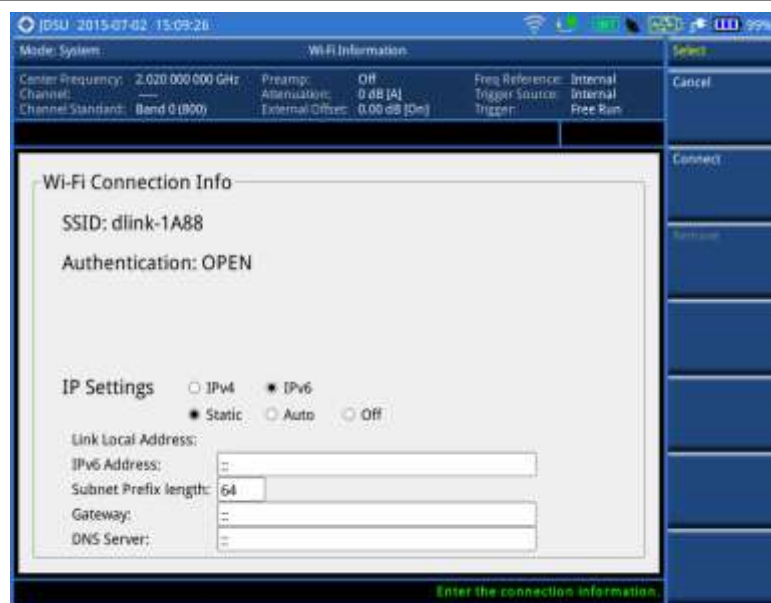 JDSU 2015-07-02 15:09:26 99%
Mode: System Wi-Fi Information Select
Center Frequency: 2.020 000 000 GHz Preamp: Off Freq Reference: Internal Cancel
Channel: --- Attenuation: 0 dB [A] Trigger Source: Internal
Channel Standard: Band 0 (800) External Offset: 0.00 dB [On] Trigger: Free Run
Connect
Wi-Fi Connection Info
SSID: dlink-1A88
Remove
Authentication: OPEN
IP Settings IPv4 IPv6
Static Auto Off
Link Local Address:
IPv6 Address: ::
Subnet Prefix length: 64
Gateway: ::
DNS Server: ::
Enter the connection information.